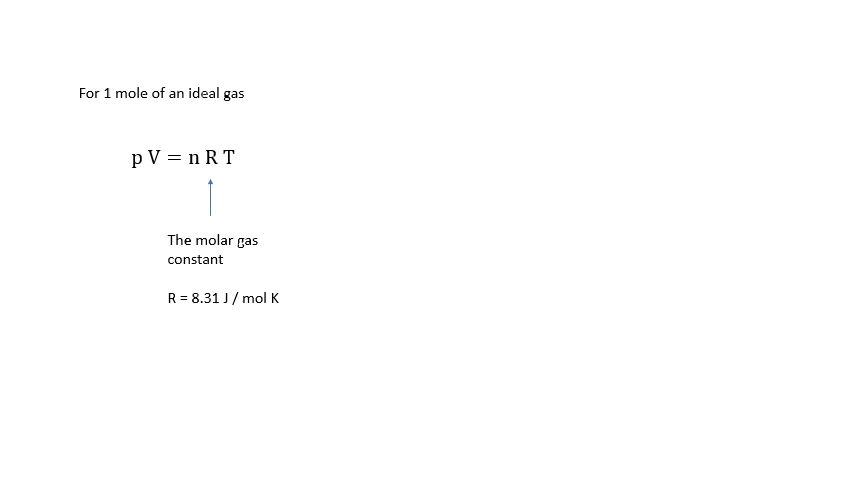 For 1 mole of an ideal gas
p V = n R T
The molar gas
constant
R = 8.31 J / mol K